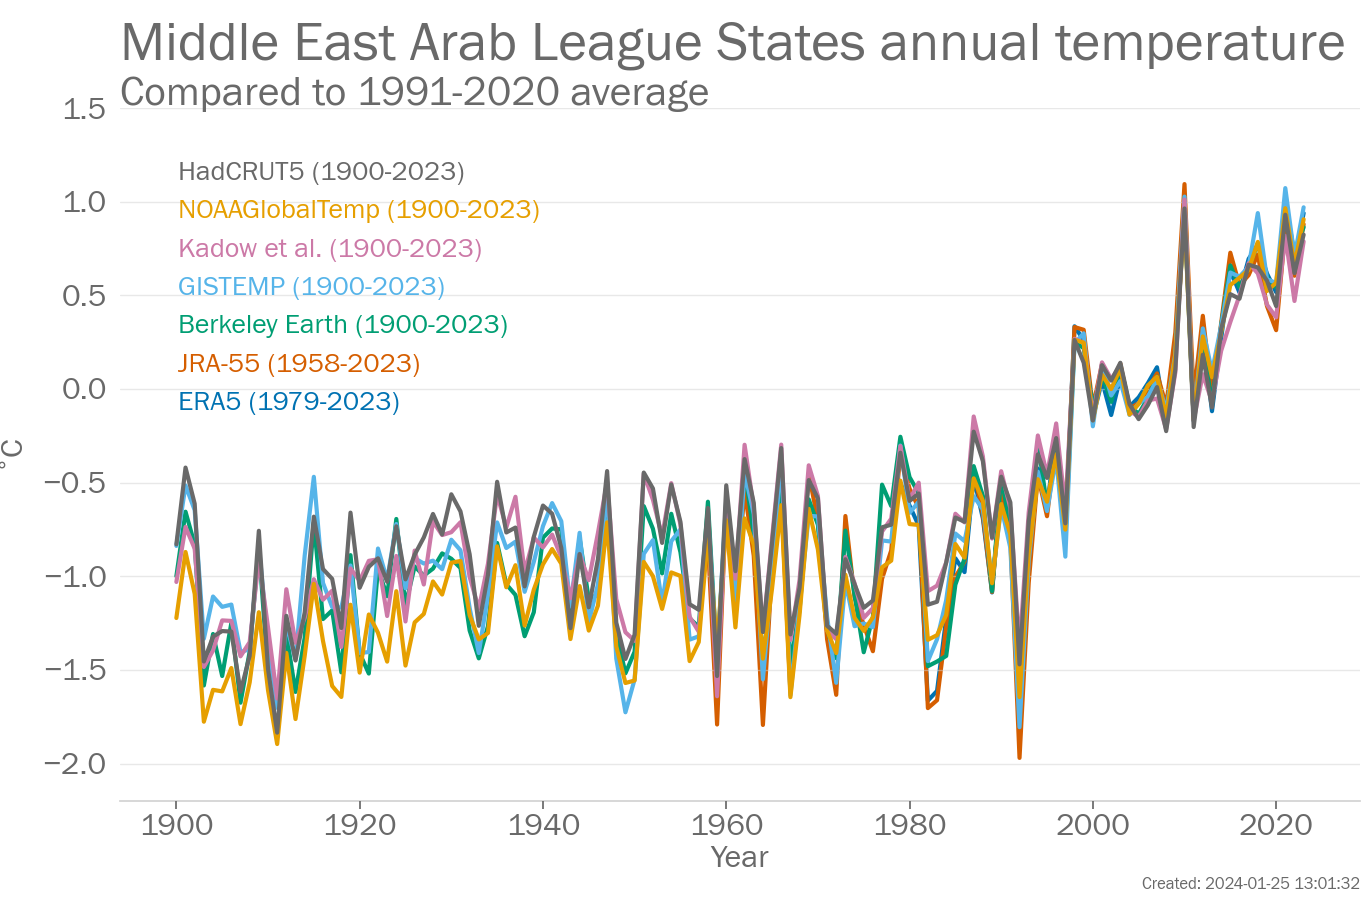 Middle East Arab League States annual temperature
Compared to 1991-2020 average
1.5
HadCRUT5 (1900-2023)
1.0
NOAAGlobalTemp (1900-2023)
Kadow et al. (1900-2023)
GISTEMP (1900-2023)
0.5
Berkeley Earth (1900-2023)
JRA-55 (1958-2023)
0.0
ERA5 (1979-2023)
°C
−0.5
−1.0
−1.5
−2.0
1900 1920 1940 1960 1980 2000 2020
Year
Created: 2024-01-25 13:01:32